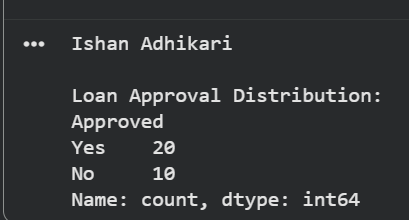 Ishan Adhikari
Loan Approval Distribution:
Approved
Yes    20
No     10
Name: count, dtype: int64